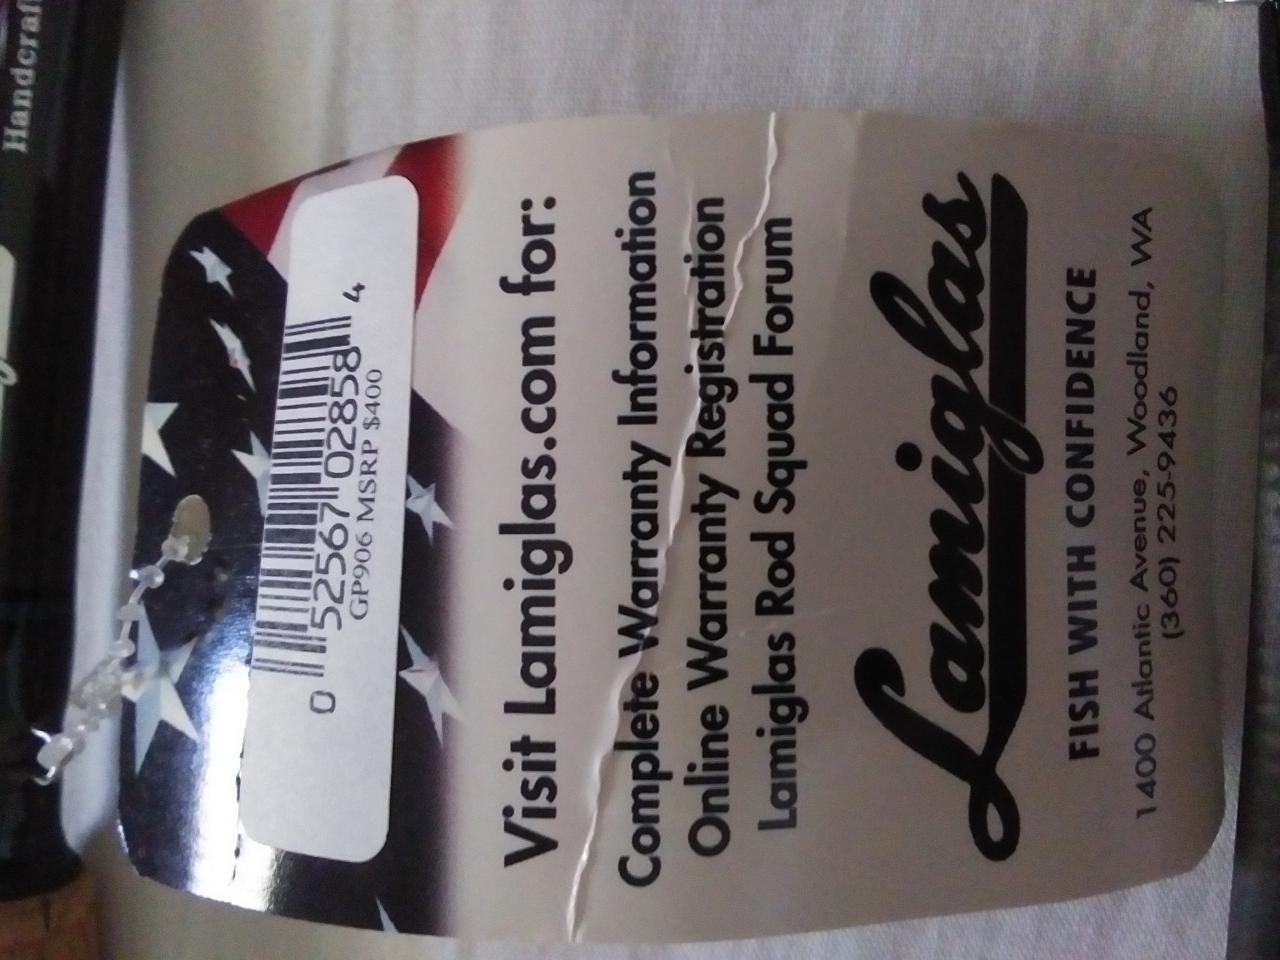 Handcraf
0 52567 02858 4
GP906 MSRP $400
Visit Lamiglas.com for:
Complete Warranty Information
Online Warranty Registration
Lamiglas Rod Squad Forum
Lamiglas
FISH WITH CONFIDENCE
1400 Atlantic Avenue, Woodland, WA
(360) 225-9436